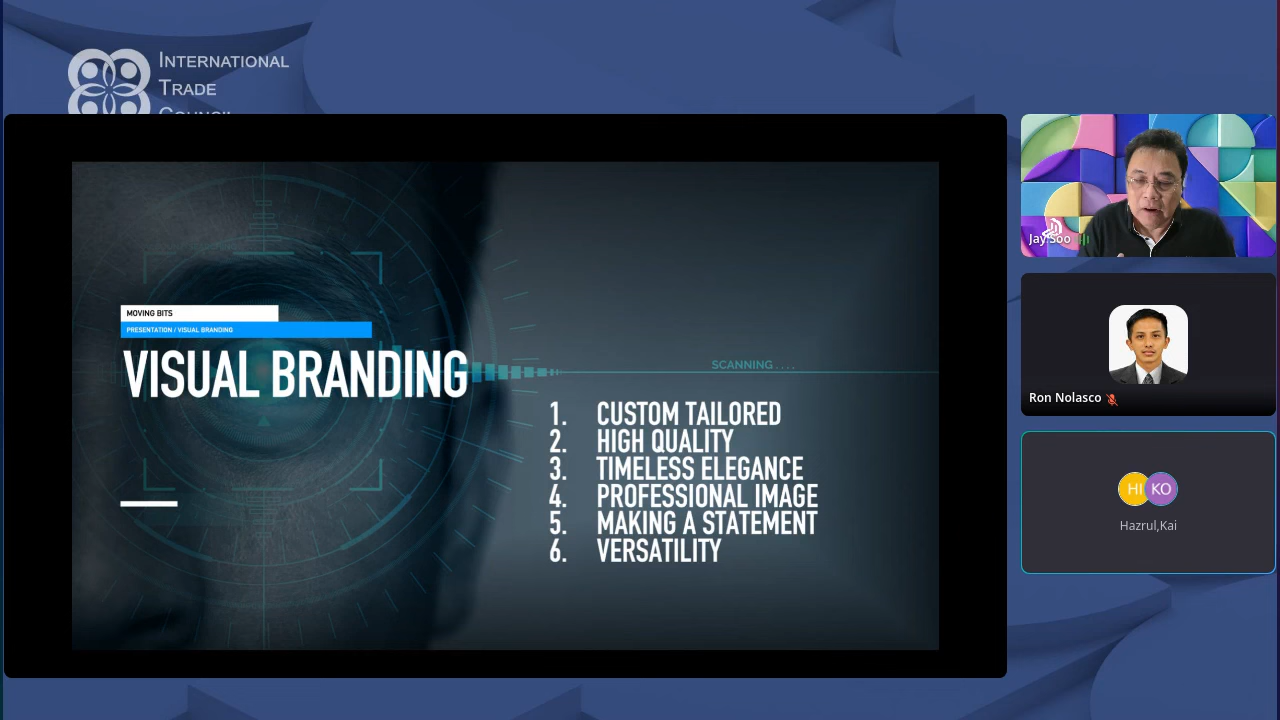 INTERNATIONAL
TRADE
COUNCIL
MOVING BITS
PRESENTATION / VISUAL BRANDING
VISUAL BRANDING
SCANNING . . . .
1. CUSTOM TAILORED
2. HIGH QUALITY
3. TIMELESS ELEGANCE
4. PROFESSIONAL IMAGE
5. MAKING A STATEMENT
6. VERSATILITY
Jay Soo
Ron Nolasco
HI KO
Hazrul,Kai